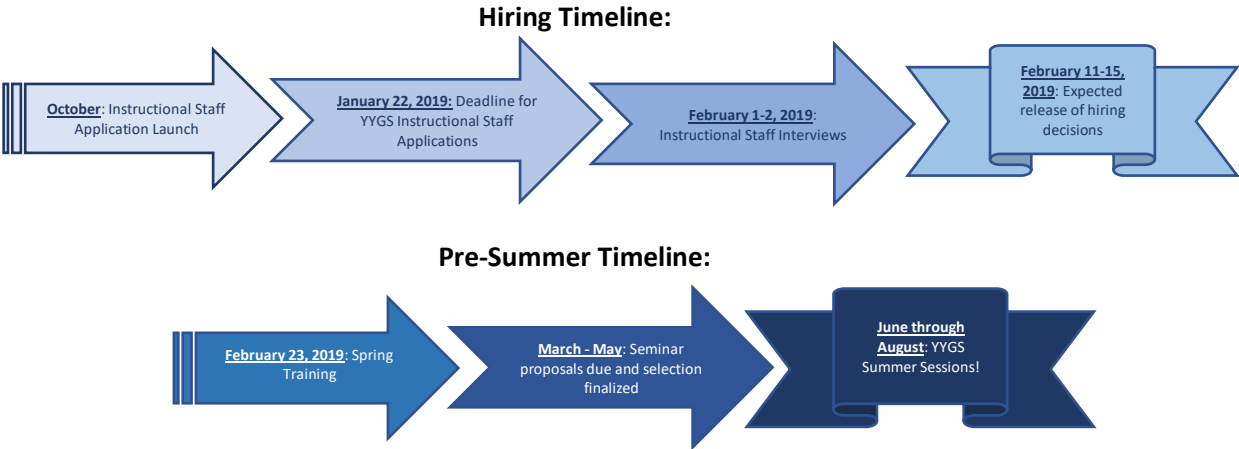 Hiring Timeline:
October: Instructional Staff
Application Launch
January 22, 2019: Deadline for
YYGS Instructional Staff
Applications
February 1-2, 2019:
Instructional Staff Interviews
February 11-15,
2019: Expected
release of hiring
decisions
Pre-Summer Timeline:
February 23, 2019: Spring
Training
March - May: Seminar
proposals due and selection
finalized
June through
August: YYGS
Summer Sessions!